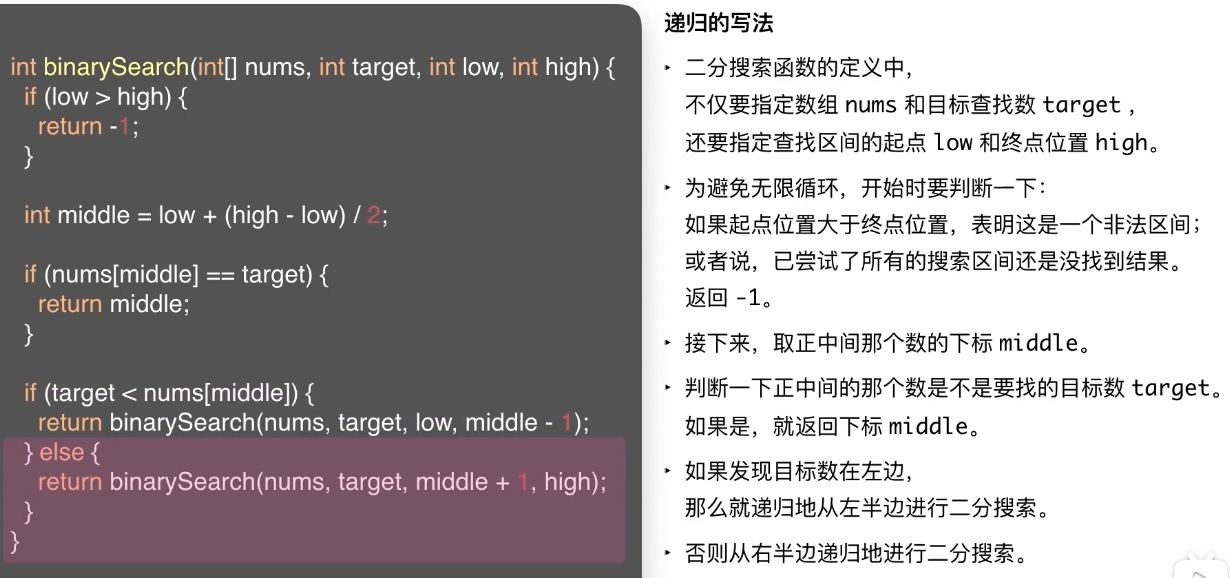 int binarySearch(int[] nums, int target, int low, int high) {
if (low > high) {
return -1;
}
int middle = low + (high - low) / 2;
if (nums[middle] == target) {
return middle;
}
if (target < nums[middle]) {
return binarySearch(nums, target, low, middle - 1);
} else {
return binarySearch(nums, target, middle + 1, high);
}
}
递归的写法
‣ 二分搜索函数的定义中，
不仅要指定数组 nums 和目标查找数 target ，
还要指定查找区间的起点 low 和终点位置 high。
‣ 为避免无限循环，开始时要判断一下：
如果起点位置大于终点位置，表明这是一个非法区间；
或者说，已尝试了所有的搜索区间还是没找到结果。
返回 -1。
‣ 接下来，取正中间那个数的下标 middle。
‣ 判断一下正中间的那个数是不是要找的目标数 target。
如果是，就返回下标 middle。
‣ 如果发现目标数在左边，
那么就递归地从左半边进行二分搜索。
‣ 否则从右半边递归地进行二分搜索。